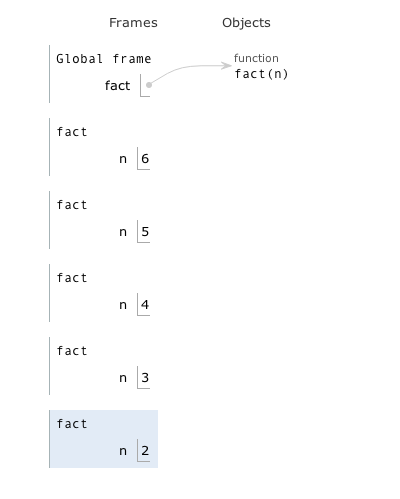 Frames Objects
Global frame
function
fact(n)
fact
fact
n 6
fact
n 5
fact
n 4
fact
n 3
fact
n 2